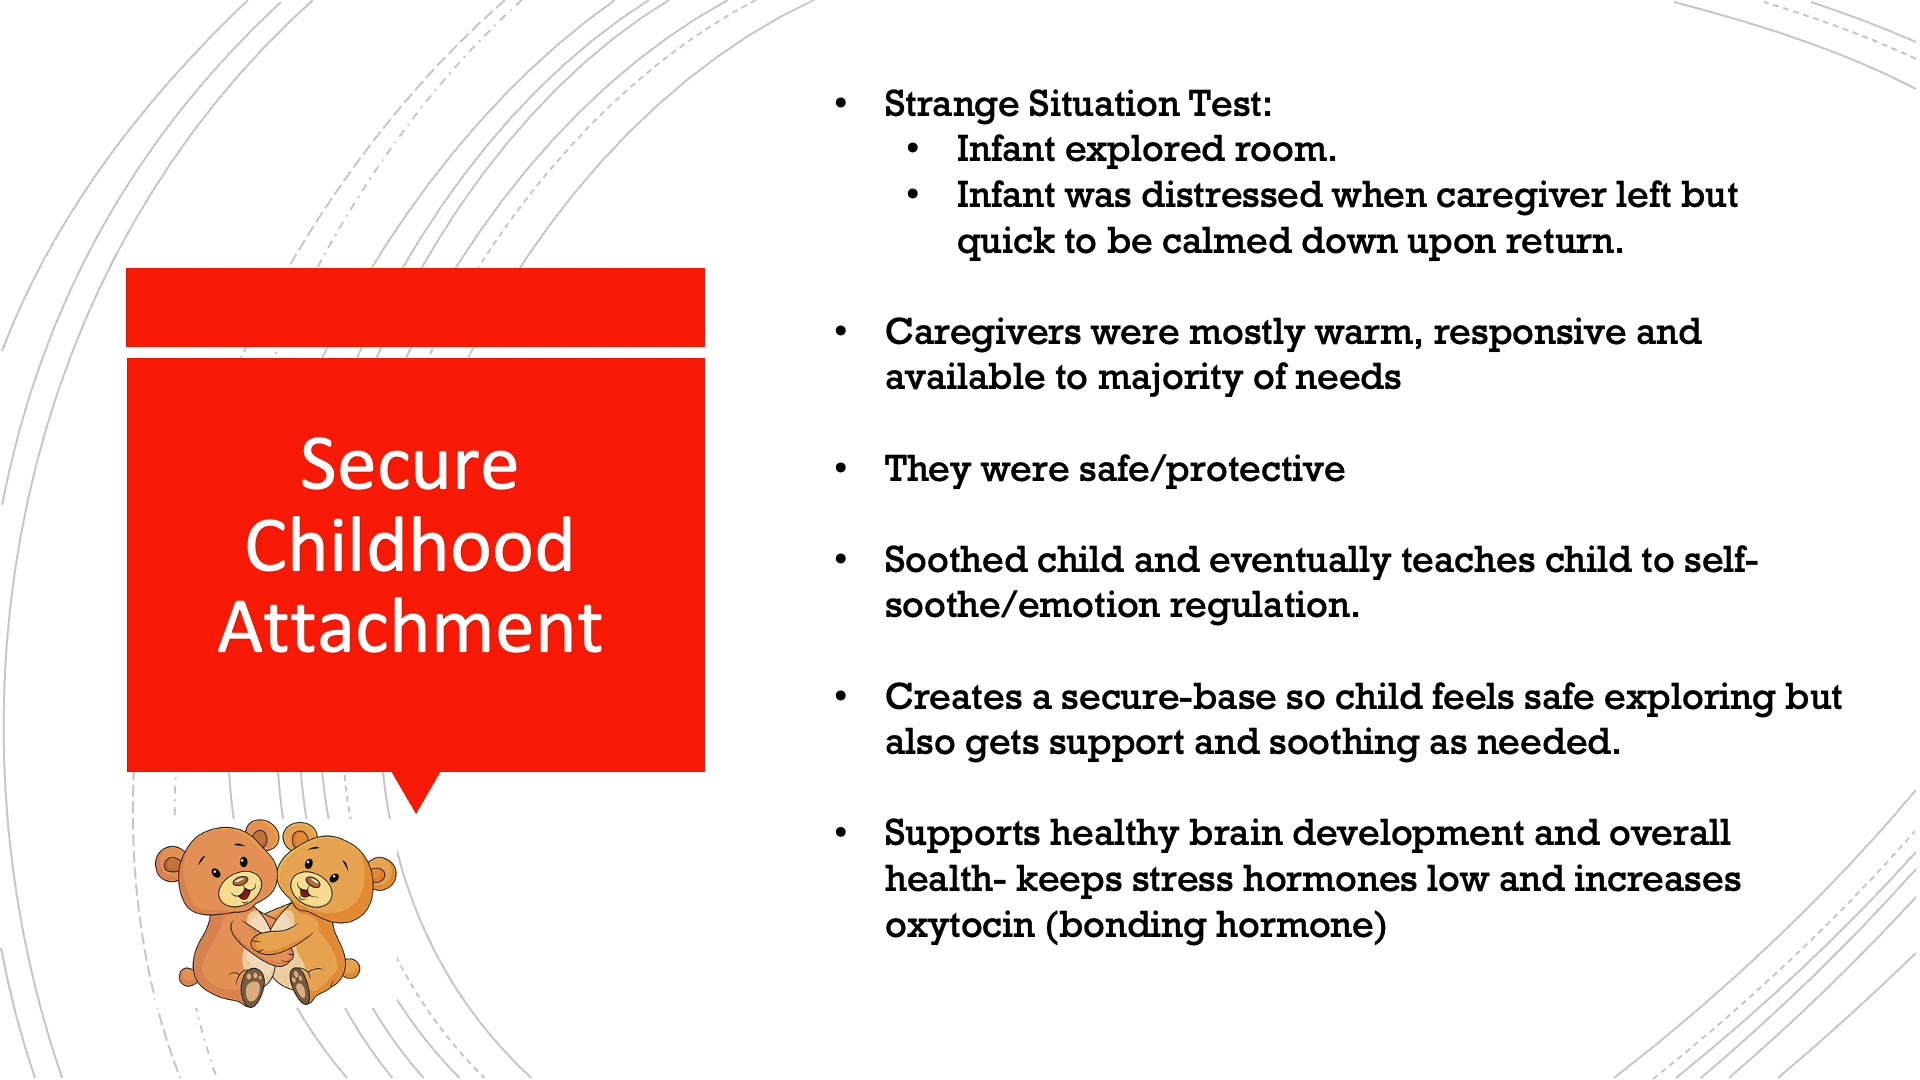 Secure
Childhood
Attachment
• Strange Situation Test:
• Infant explored room.
• Infant was distressed when caregiver left but
quick to be calmed down upon return.
• Caregivers were mostly warm, responsive and
available to majority of needs
• They were safe/protective
• Soothed child and eventually teaches child to self-
soothe/emotion regulation.
• Creates a secure-base so child feels safe exploring but
also gets support and soothing as needed.
• Supports healthy brain development and overall
health- keeps stress hormones low and increases
oxytocin (bonding hormone)